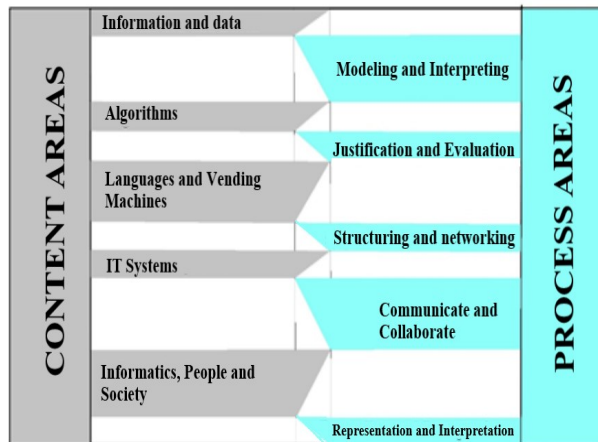 CONTENT AREAS
Information and data
Modeling and Interpreting
Algorithms
Justification and Evaluation
Languages and Vending
Machines
Structuring and networking
IT Systems
Communicate and
Collaborate
Informatics, People and
Society
Representation and Interpretation
PROCESS AREAS